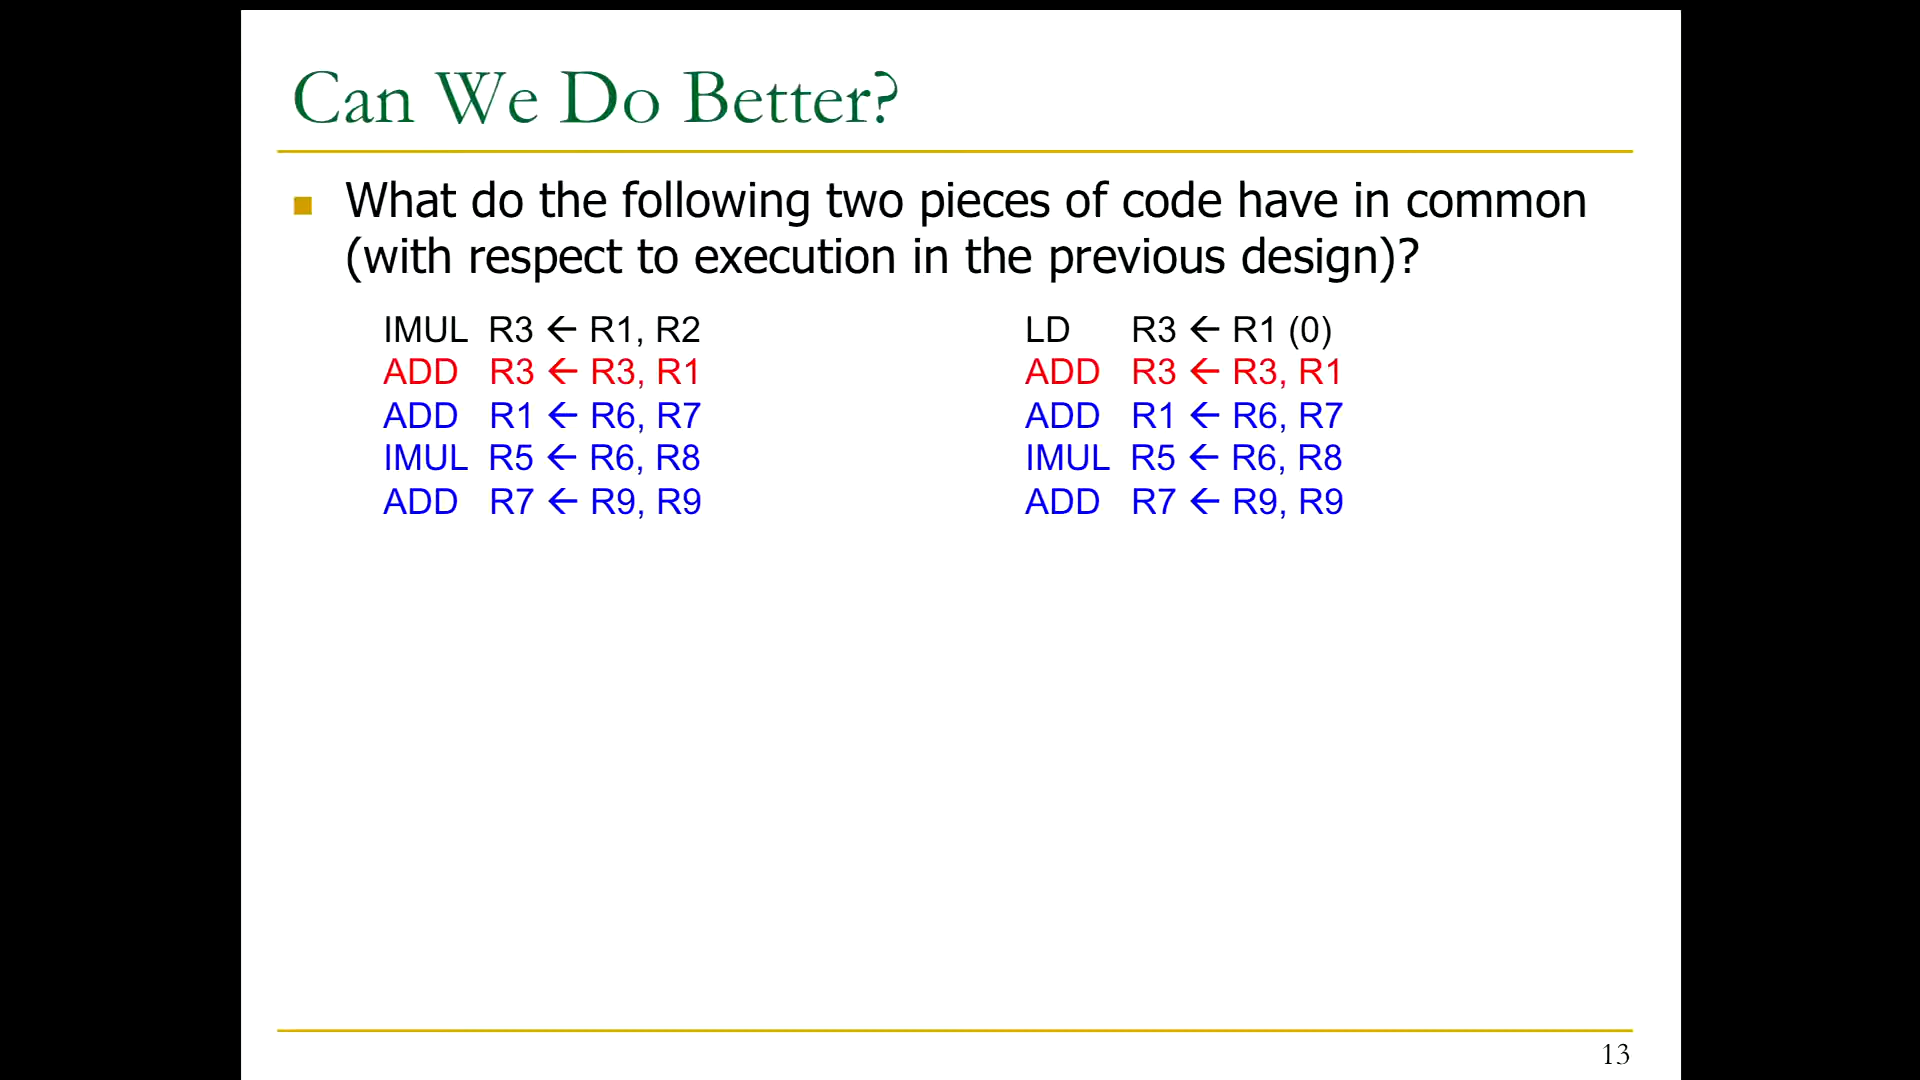 Can We Do Better?
What do the following two pieces of code have in common
(with respect to execution in the previous design)?
IMUL R3 ← R1, R2
ADD R3 ← R3, R1
ADD R1 ← R6, R7
IMUL R5 ← R6, R8
ADD R7 ← R9, R9
LD R3 ← R1 (0)
ADD R3 ← R3, R1
ADD R1 ← R6, R7
IMUL R5 ← R6, R8
ADD R7 ← R9, R9
13